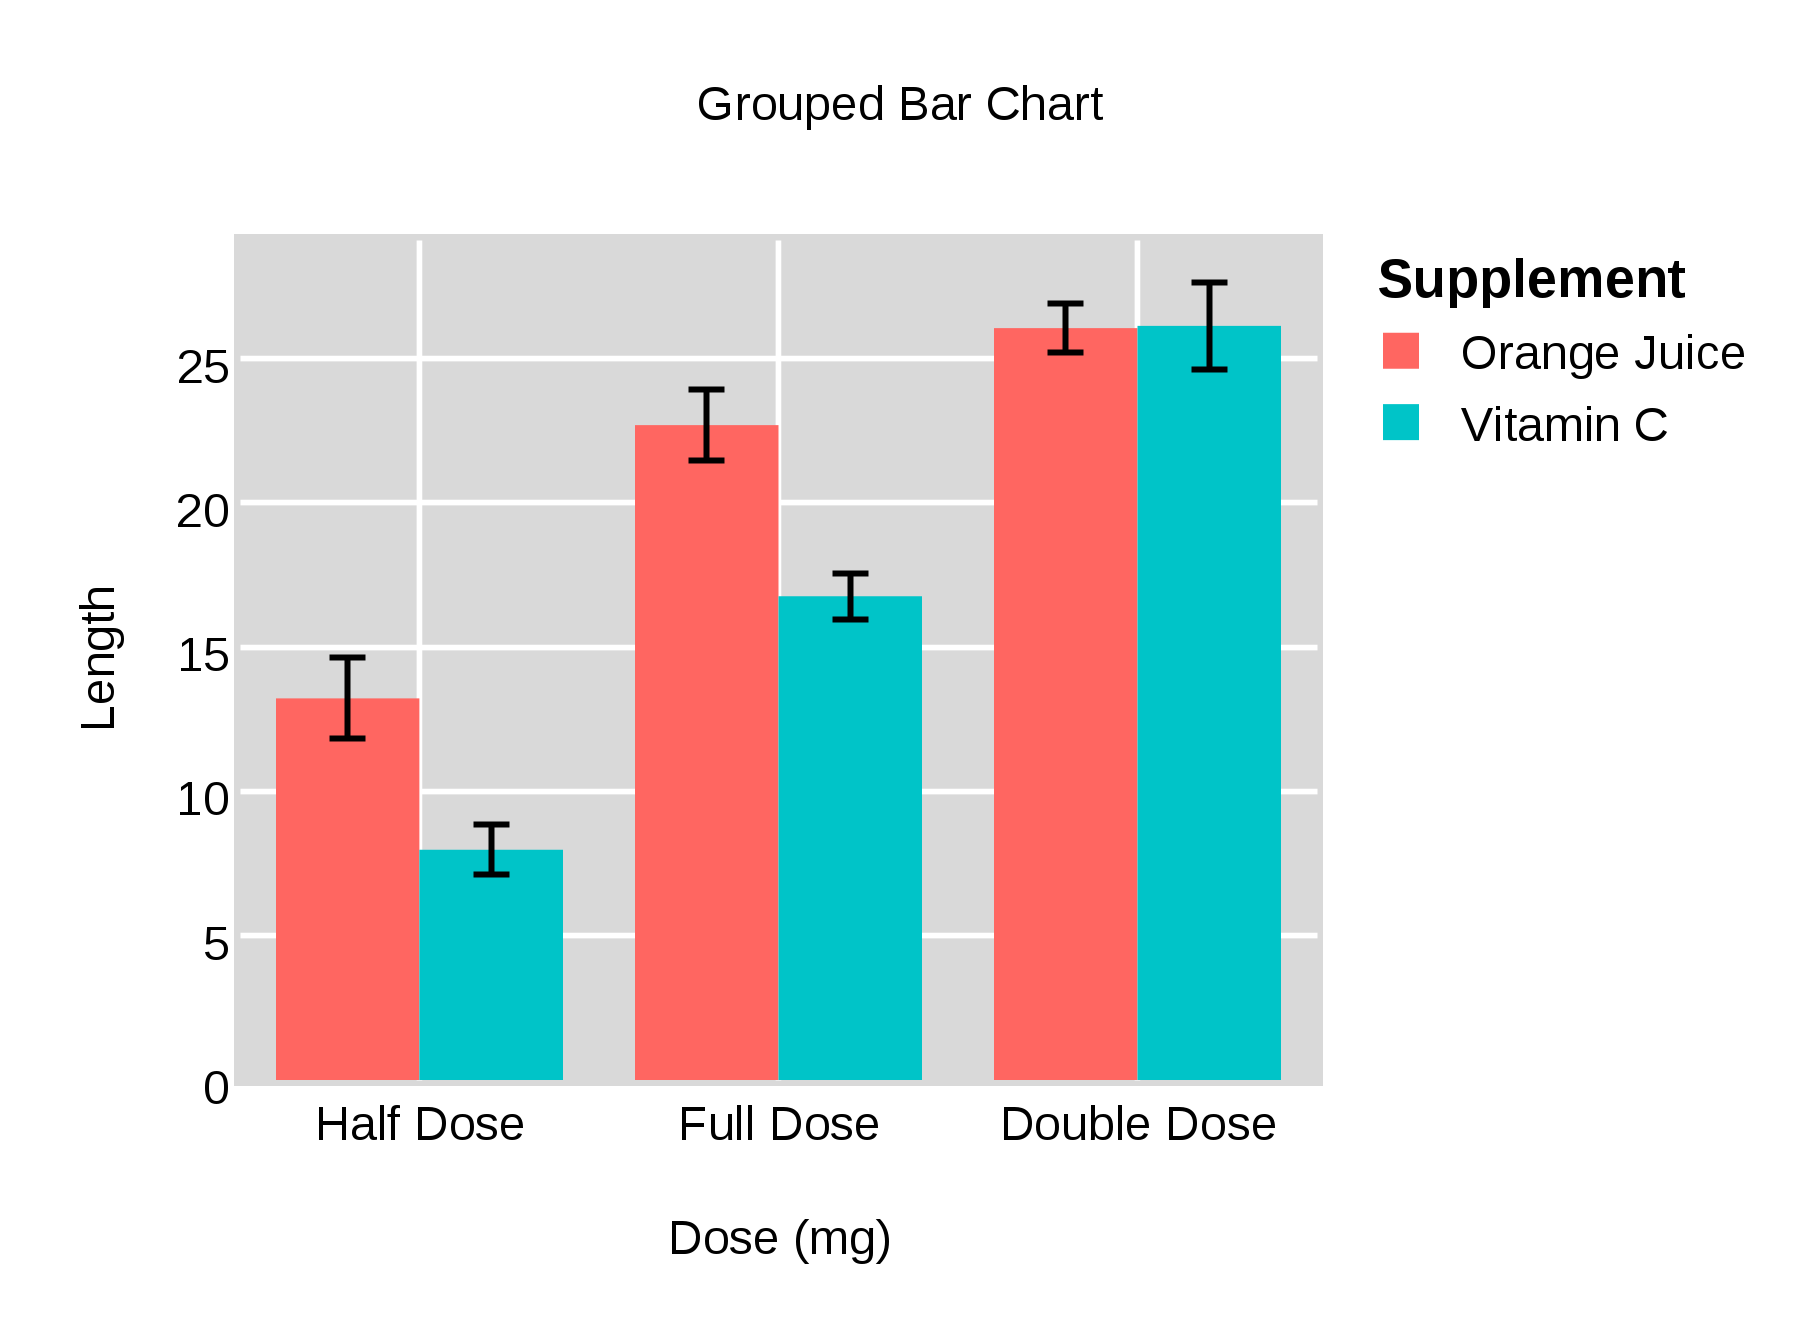 Grouped Bar Chart
Supplement
Orange Juice
Vitamin C
25
20
15
10
5
0
Length
Half Dose Full Dose Double Dose
Dose (mg)